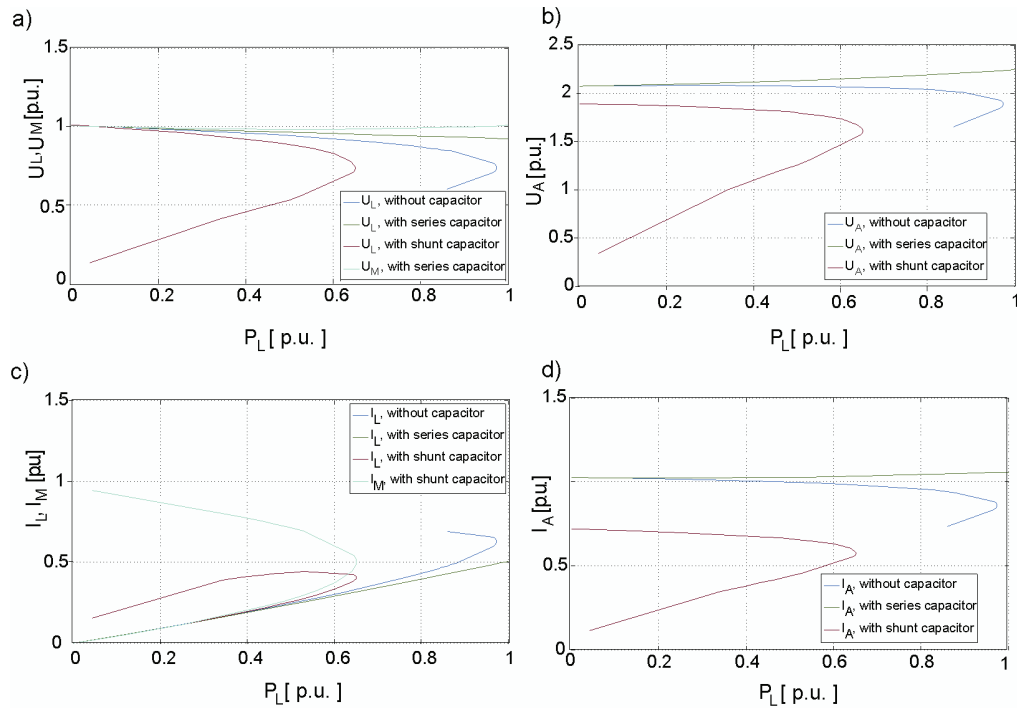 a)
1.5
1
0.5
0
UL,UM[p.u.]
UL, without capacitor
UL, with series capacitor
UL, with shunt capacitor
UM, with series capacitor
0 0.2 0.4 0.6 0.8 1
PL[ p.u. ]
b)
2.5
2
1.5
1
0.5
0
UA[p.u.]
UA, without capacitor
UA, with series capacitor
UA, with shunt capacitor
0 0.2 0.4 0.6 0.8 1
PL[ p.u. ]
c)
1.5
1
0.5
0
IL, IM [pu]
IL, without capacitor
IL, with series capacitor
IL, with shunt capacitor
IM, with shunt capacitor
0 0.2 0.4 0.6 0.8 1
PL[ p.u. ]
d)
1.5
1
0.5
0
IA [p.u.]
IA, without capacitor
IA, with series capacitor
IA, with shunt capacitor
0 0.2 0.4 0.6 0.8 1
PL[ p.u. ]